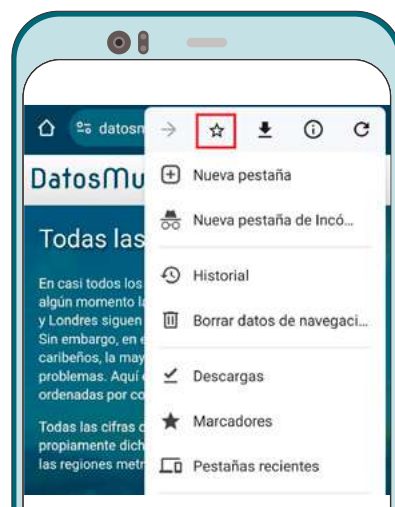 datosm
DatosMu
Todas las
En casi todos los
algún momento la
y Londres siguen
Sin embargo, en e
caribeños, la may
problemas. Aquí
ordenadas por co
Todas las cifras
propiamente dich
las regiones metr
Nueva pestaña
Nueva pestaña de Incó...
Historial
Borrar datos de navegaci...
Descargas
Marcadores
Pestañas recientes